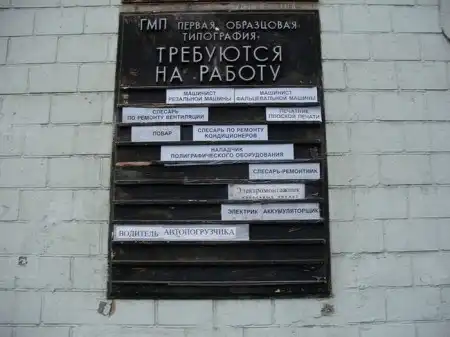 ГМП ПЕРВАЯ ОБРАЗЦОВАЯ
ТИПОГРАФИЯ
ТРЕБУЮТСЯ
НА РАБОТУ
МАШИНИСТ
РЕЗАЛЬНОЙ МАШИНЫ
МАШИНИСТ
ФАЛЬЦЕВАЛЬНОЙ МАШИНЫ
СЛЕСАРЬ
ПО РЕМОНТУ ВЕНТИЛЯЦИИ
ПЕЧАТНИК
ПЛОСКОЙ ПЕЧАТИ
ПОВАР
СЛЕСАРЬ ПО РЕМОНТУ
КОНДИЦИОНЕРОВ
НАЛАДЧИК
ПОЛИГРАФИЧЕСКОГО ОБОРУДОВАНИЯ
СЛЕСАРЬ-РЕМОНТНИК
Электромонтажник
ЭЛЕКТРИК АККУМУЛЯТОРЩИК
ВОДИТЕЛЬ АВТОПОГРУЗЧИКА